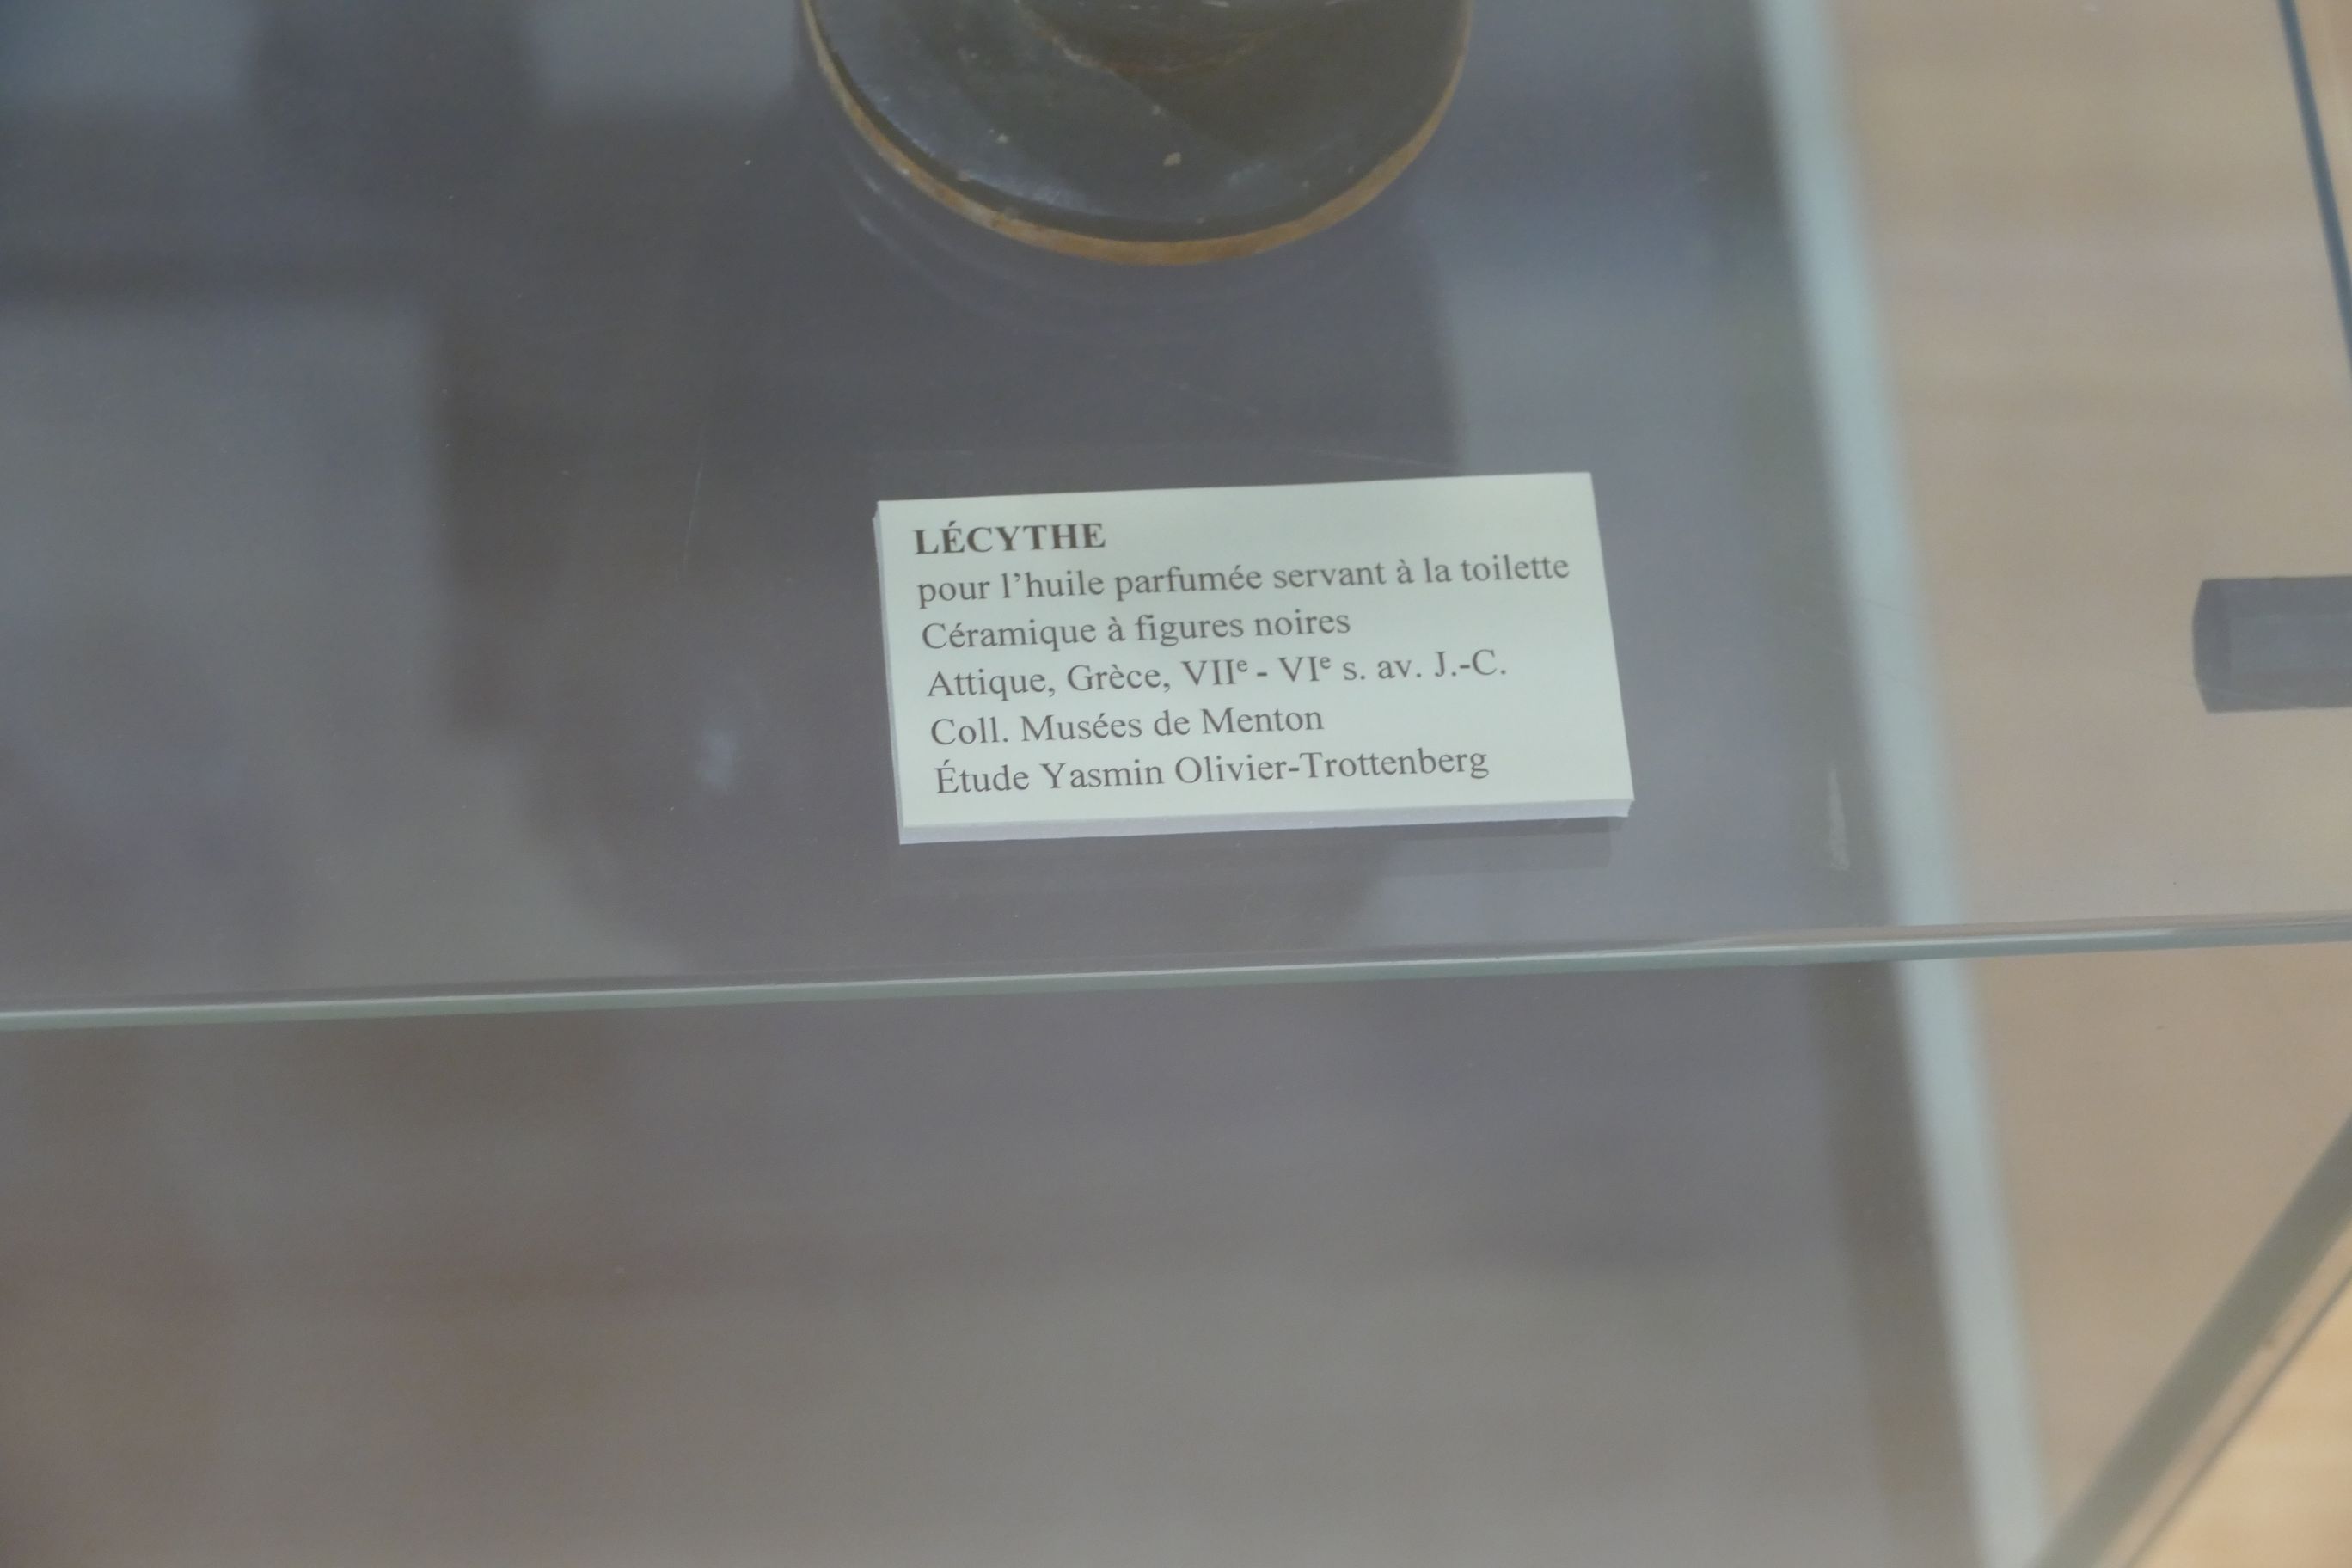 LÉCYTHE
pour l’huile parfumée servant à la toilette
Céramique à figures noires
Attique, Grèce, VIIᵉ - VIᵉ s. av. J.-C.
Coll. Musées de Menton
Étude Yasmin Olivier-Trottenberg